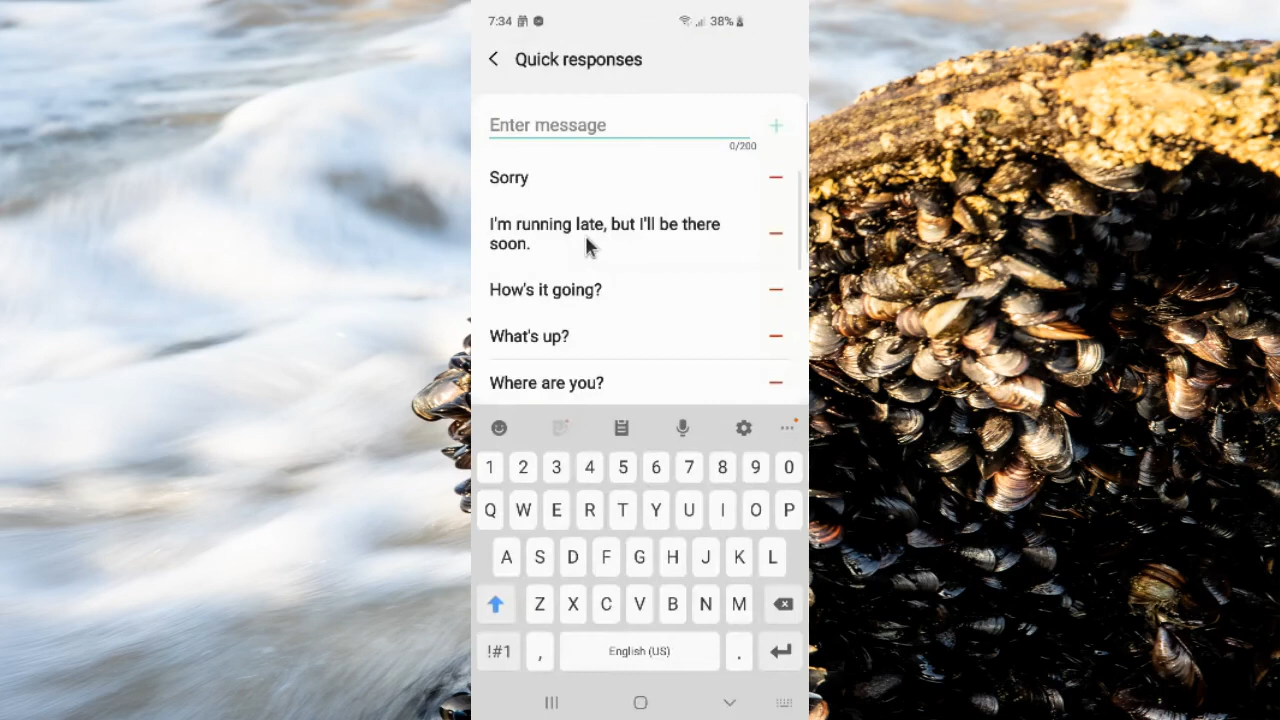 7:34 38%
Quick responses
Enter message
0/200
Sorry
I'm running late, but I'll be there
soon.
How's it going?
What's up?
Where are you?
1 2 3 4 5 6 7 8 9 0
Q W E R T Y U I O P
A S D F G H J K L
Z X C V B N M
!#1 , English (US) .